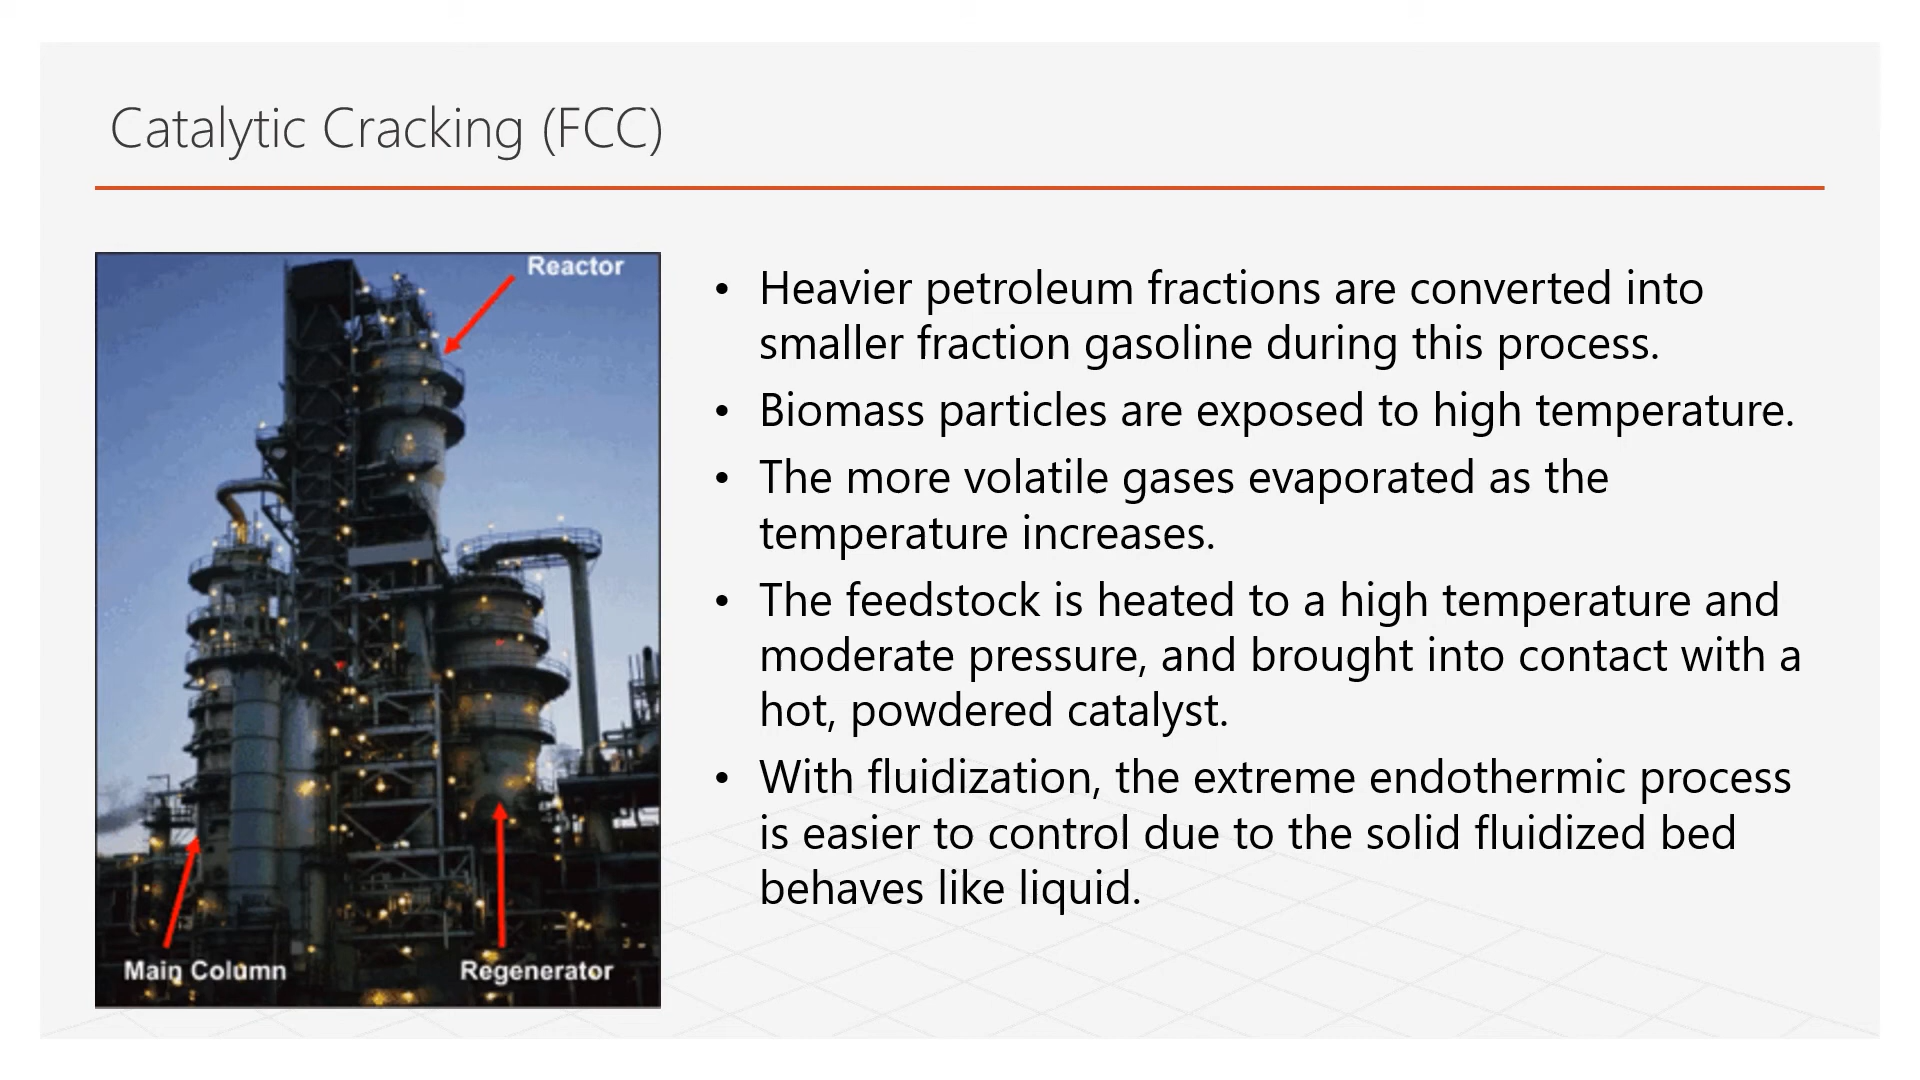 Catalytic Cracking (FCC)
Reactor
Main Column
Regenerator
• Heavier petroleum fractions are converted into
smaller fraction gasoline during this process.
• Biomass particles are exposed to high temperature.
• The more volatile gases evaporated as the
temperature increases.
• The feedstock is heated to a high temperature and
moderate pressure, and brought into contact with a
hot, powdered catalyst.
• With fluidization, the extreme endothermic process
is easier to control due to the solid fluidized bed
behaves like liquid.